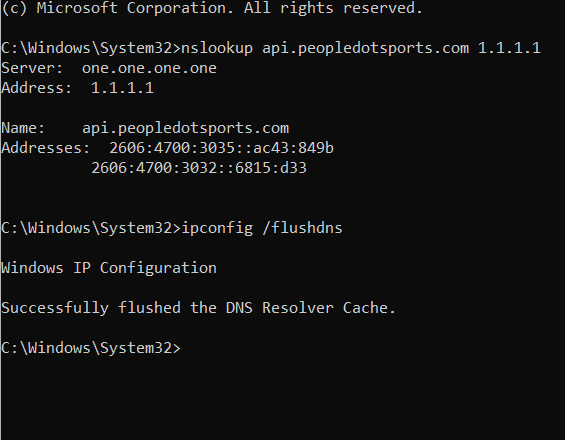 (c) Microsoft Corporation. All rights reserved.
C:\Windows\System32>nslookup api.peopledotsports.com 1.1.1.1
Server:  one.one.one.one
Address:  1.1.1.1
Name:    api.peopledotsports.com
Addresses:  2606:4700:3035::ac43:849b
2606:4700:3032::6815:d33
C:\Windows\System32>ipconfig /flushdns
Windows IP Configuration
Successfully flushed the DNS Resolver Cache.
C:\Windows\System32>